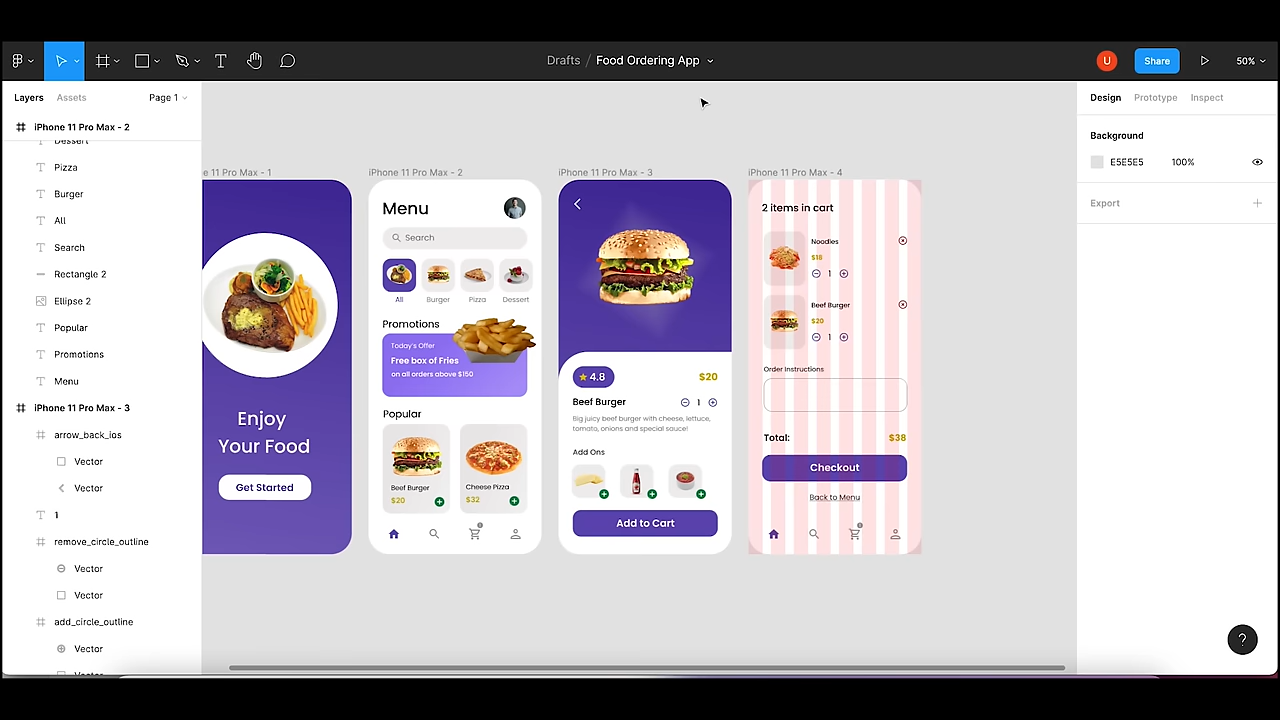 Drafts / Food Ordering App
U
Share
50%
Layers
Assets
Page 1
iPhone 11 Pro Max - 2
Dessert
Pizza
Burger
All
Search
Rectangle 2
Ellipse 2
Popular
Promotions
Menu
iPhone 11 Pro Max - 3
arrow_back_ios
Vector
Vector
1
remove_circle_outline
Vector
Vector
add_circle_outline
Vector
Vector
e 11 Pro Max - 1
Enjoy
Your Food
Get Started
iPhone 11 Pro Max - 2
Menu
Search
All
Burger
Pizza
Dessert
Promotions
Today's Offer
Free box of Fries
on all orders above $150
Popular
Beef Burger
$20
Cheese Pizza
$32
iPhone 11 Pro Max - 3
4.8
$20
Beef Burger
1
Big juicy beef burger with cheese, lettuce,
tomato, onions and special sauce!
Add Ons
Add to Cart
iPhone 11 Pro Max - 4
2 items in cart
Noodles
$18
1
Beef Burger
$20
1
Order Instructions
Total:
$38
Checkout
Back to Menu
Design
Prototype
Inspect
Background
E5E5E5
100%
Export
?